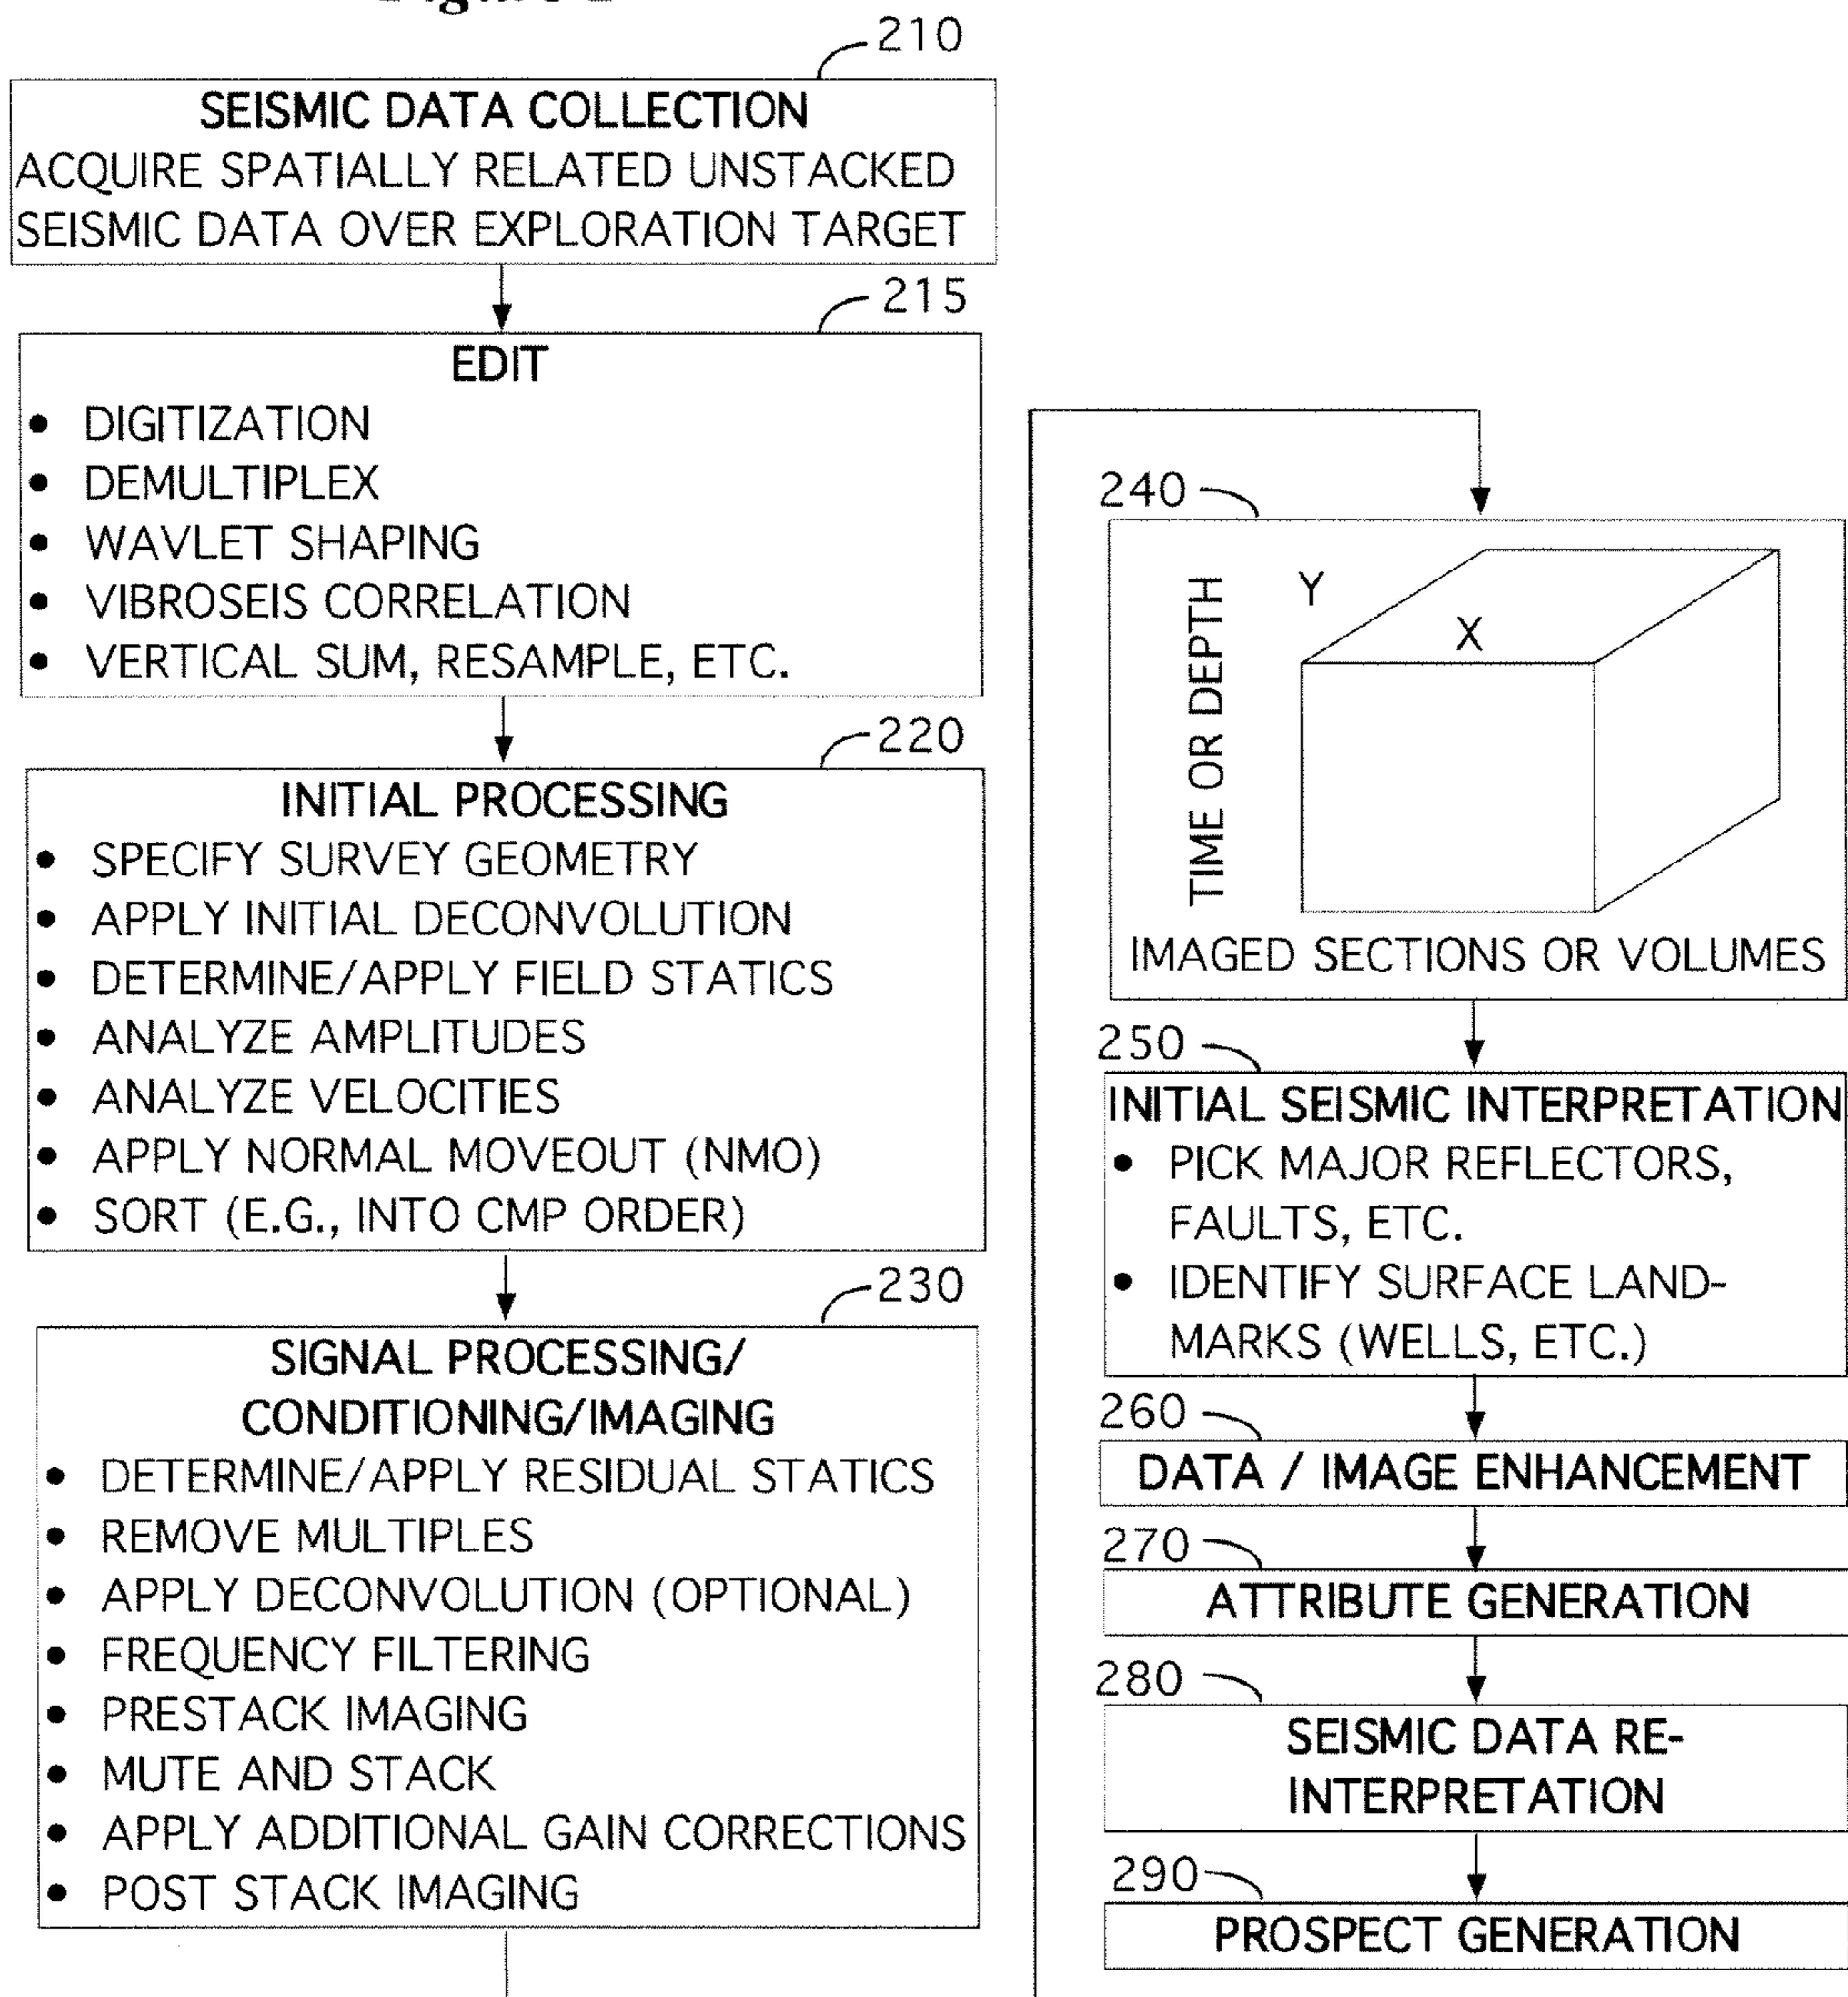 210
SEISMIC DATA COLLECTION
ACQUIRE SPATIALLY RELATED UNSTACKED
SEISMIC DATA OVER EXPLORATION TARGET
215
EDIT
• DIGITIZATION
• DEMULTIPLEX
• WAVLET SHAPING
• VIBROSEIS CORRELATION
• VERTICAL SUM, RESAMPLE, ETC.
220
INITIAL PROCESSING
• SPECIFY SURVEY GEOMETRY
• APPLY INITIAL DECONVOLUTION
• DETERMINE/APPLY FIELD STATICS
• ANALYZE AMPLITUDES
• ANALYZE VELOCITIES
• APPLY NORMAL MOVEOUT (NMO)
• SORT (E.G., INTO CMP ORDER)
230
SIGNAL PROCESSING/
CONDITIONING/IMAGING
• DETERMINE/APPLY RESIDUAL STATICS
• REMOVE MULTIPLES
• APPLY DECONVOLUTION (OPTIONAL)
• FREQUENCY FILTERING
• PRESTACK IMAGING
• MUTE AND STACK
• APPLY ADDITIONAL GAIN CORRECTIONS
• POST STACK IMAGING
240
TIME OR DEPTH
Y
X
IMAGED SECTIONS OR VOLUMES
250
INITIAL SEISMIC INTERPRETATION
• PICK MAJOR REFLECTORS,
FAULTS, ETC.
• IDENTIFY SURFACE LAND-
MARKS (WELLS, ETC.)
260
DATA / IMAGE ENHANCEMENT
270
ATTRIBUTE GENERATION
280
SEISMIC DATA RE-
INTERPRETATION
290
PROSPECT GENERATION